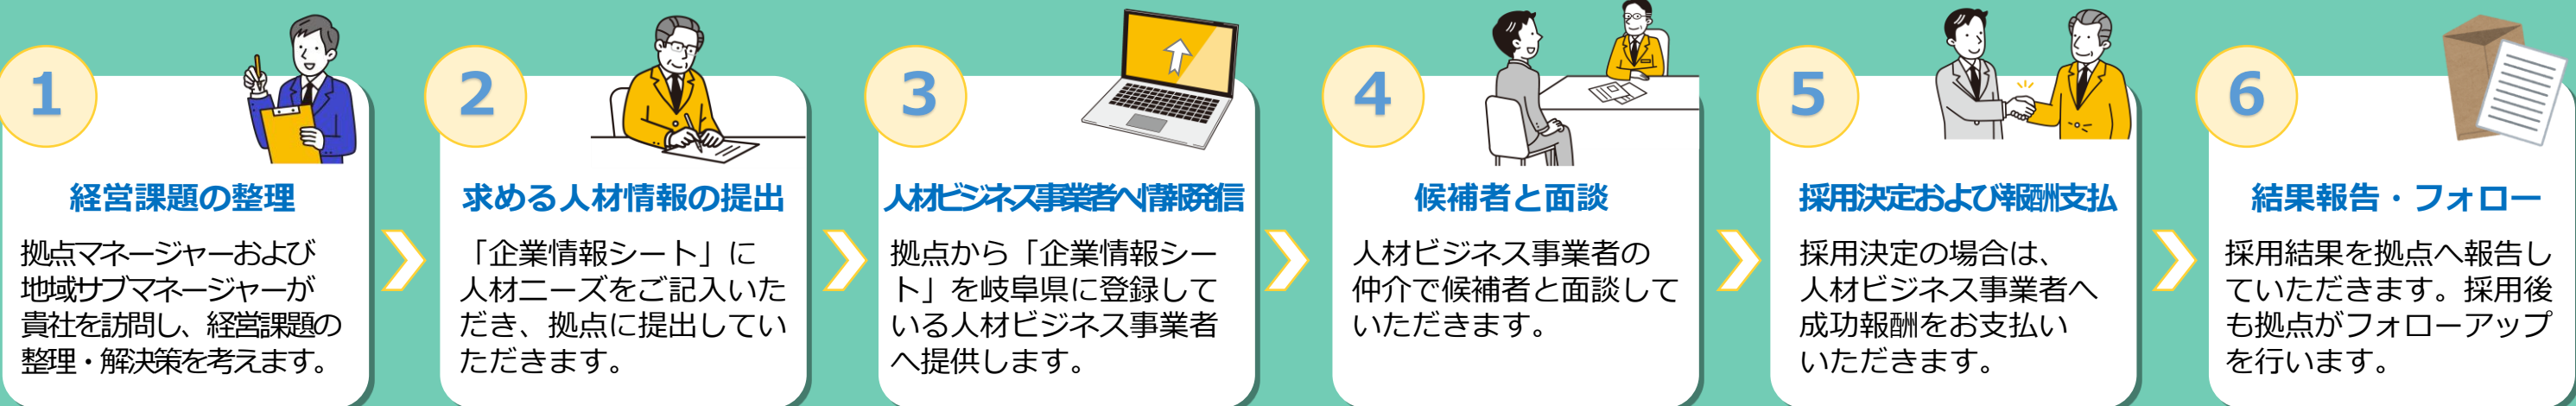 1
経営課題の整理
拠点マネージャーおよび
地域サブマネージャーが
貴社を訪問し、経営課題の
整理・解決策を考えます。
2
求める人材情報の提出
「企業情報シート」に
人材ニーズをご記入いた
だき、拠点に提出してい
ただきます。
3
人材ビジネス事業者へ情報発信
拠点から「企業情報シー
ト」を岐阜県に登録して
いる人材ビジネス事業者
へ提供します。
4
候補者と面談
人材ビジネス事業者の
仲介で候補者と面談して
いただきます。
5
採用決定および報酬支払
採用決定の場合は、
人材ビジネス事業者へ
成功報酬をお支払い
いただきます。
6
結果報告・フォロー
採用結果を拠点へ報告し
ていただきます。採用後
も拠点がフォローアップ
を行います。